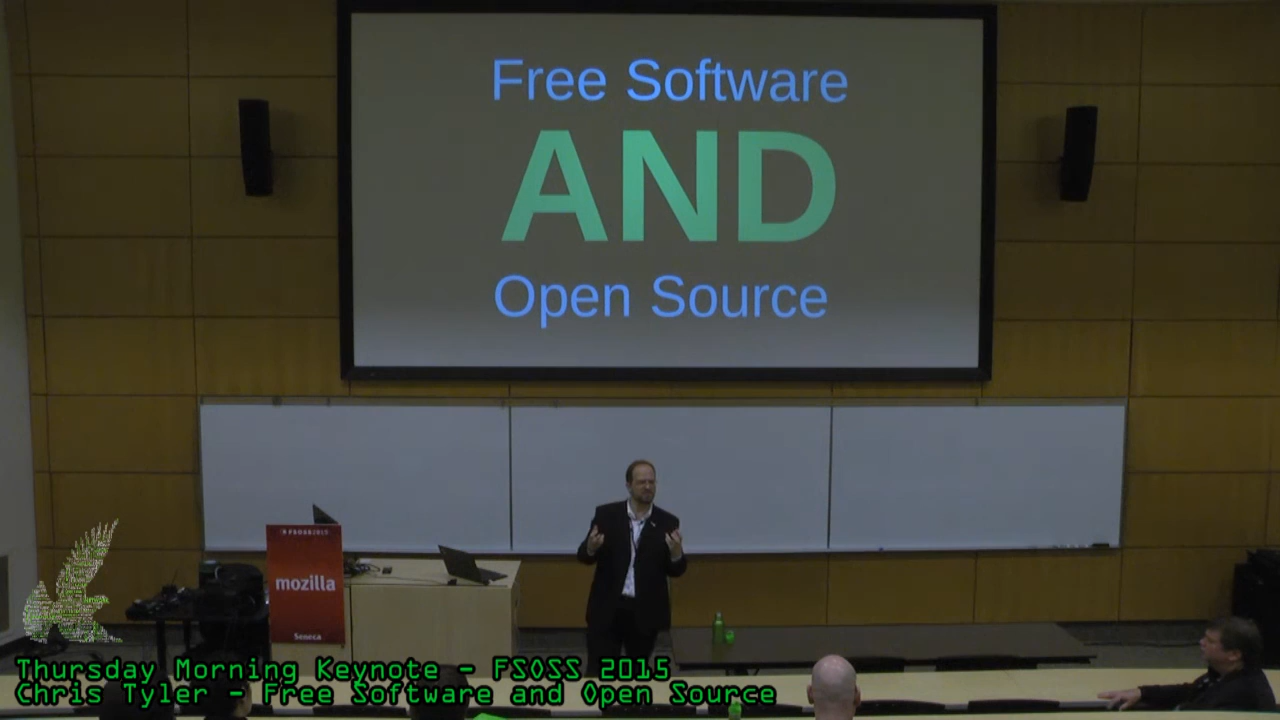 Free Software
AND
Open Source
FSOSS2015
mozilla
Seneca
Thursday Morning Keynote - FSOSS 2015
Chris Tyler - Free Software and Open Source